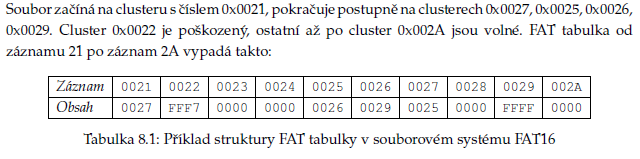 Soubor začíná na clusteru s číslem 0x0021, pokračuje postupně na clusterech 0x0027, 0x0025, 0x0026,
0x0029. Cluster 0x0022 je poškozený, ostatní až po cluster 0x002A jsou volné. FAT tabulka od
záznamu 21 po záznam 2A vypadá takto:
Záznam 0021 0022 0023 0024 0025 0026 0027 0028 0029 002A
Obsah 0027 FFF7 0000 0000 0026 0029 0025 0000 FFFF 0000
Tabulka 8.1: Příklad struktury FAT tabulky v souborovém systému FAT16